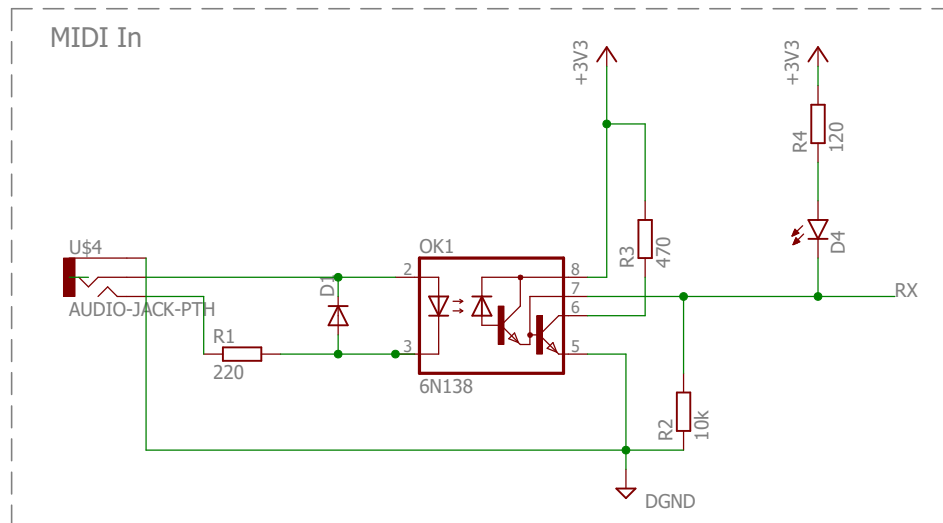 MIDI In
+3V3
+3V3
R4
120
U$4
AUDIO-JACK-PTH
D1
OK1
2
3
8
7
6
5
6N138
R3
470
D4
RX
R1
220
R2
10k
DGND